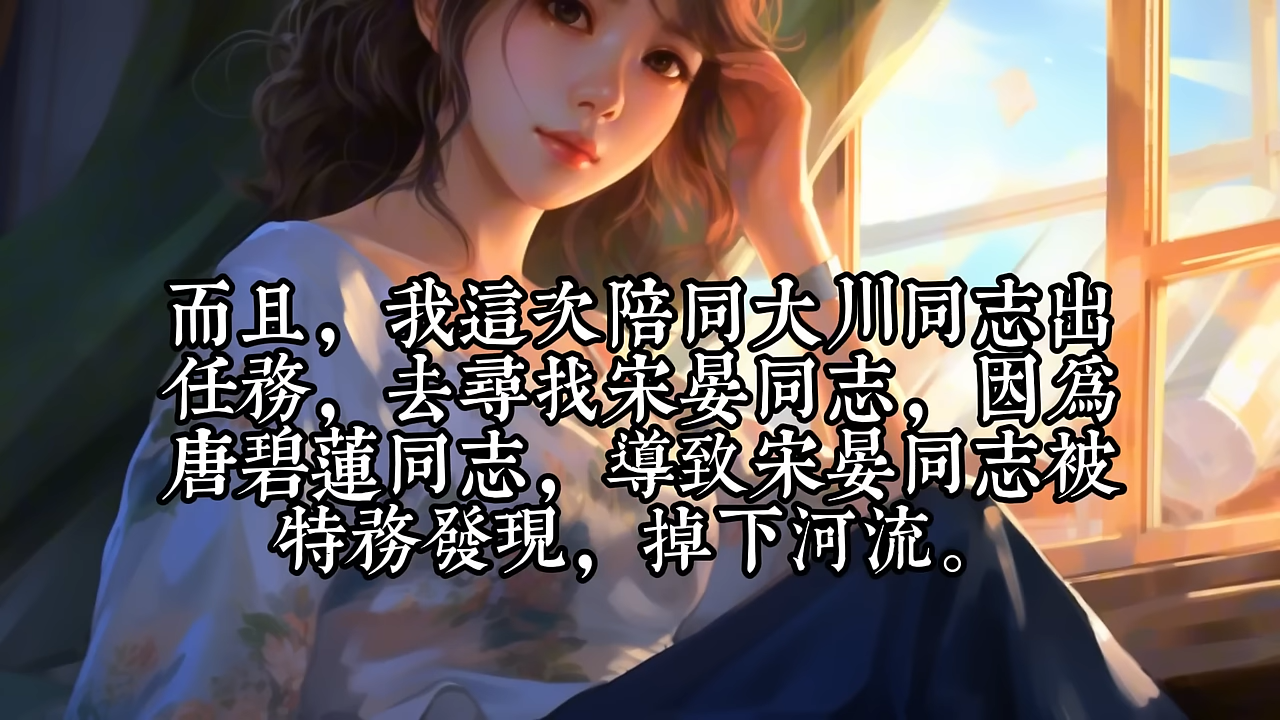 而且，我這次陪同大川同志出
任務，去尋找宋晏同志，因爲
唐碧蓮同志，導致宋晏同志被
特務發現，掉下河流。